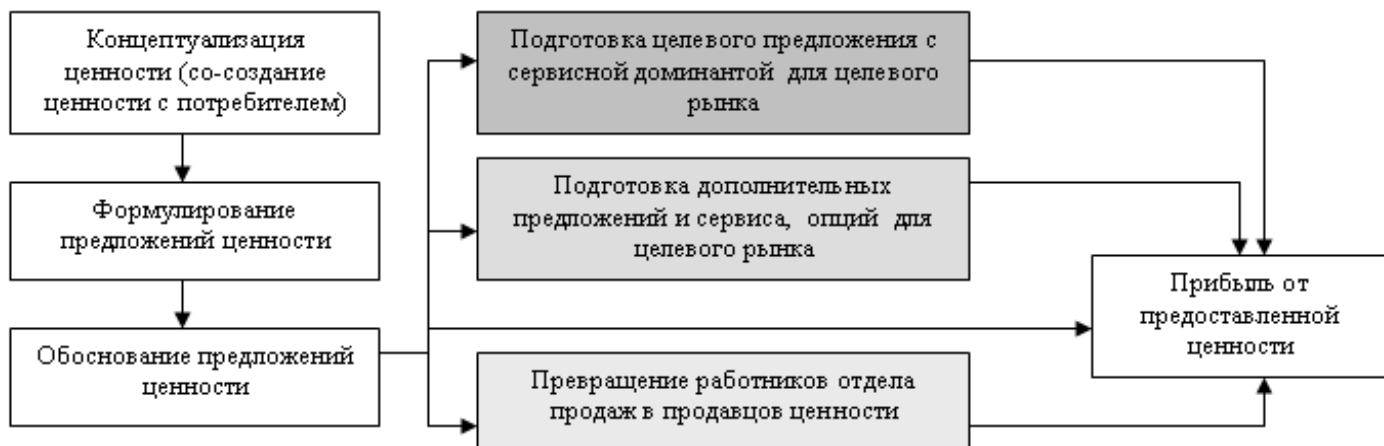 Концептуализация
ценности (со-создание
ценности с потребителем)
Формулирование
предложений ценности
Обоснование предложений
ценности
Подготовка целевого предложения с
сервисной доминантой для целевого
рынка
Подготовка дополнительных
предложений и сервиса, опций для
целевого рынка
Превращение работников отдела
продаж в продавцов ценности
Прибыль от
предоставленной
ценности